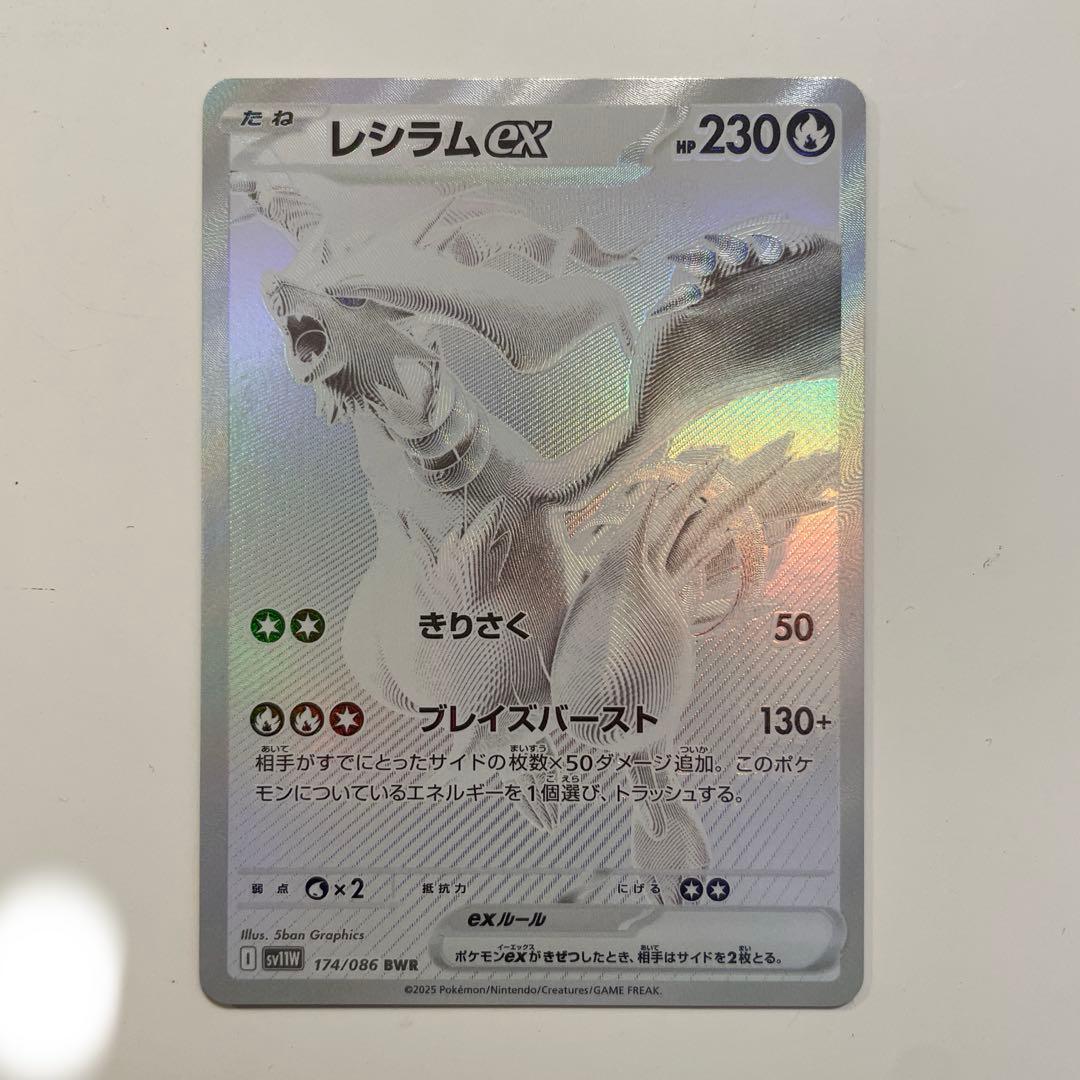 たね レシラムex HP 230
きりさく 50
ブレイズバースト 130+
相手がすでにとったサイドの枚数×50ダメージ追加。このポケ
モンについているエネルギーを1個選び、トラッシュする。
弱点 ×2 抵抗力 にげる
exルール
ポケモンexがきぜつしたとき、相手はサイドを2枚とる。
Illus. 5ban Graphics
I sv11W 174/086 BWR
©2025 Pokémon/Nintendo/Creatures/GAME FREAK.